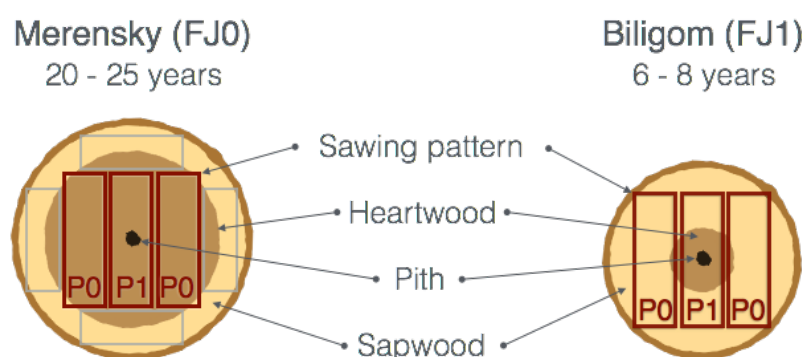 Merensky (FJ0)
20 - 25 years
Biligom (FJ1)
6 - 8 years
Sawing pattern
Heartwood
Pith
Sapwood
P0 P1 P0
P0 P1 P0